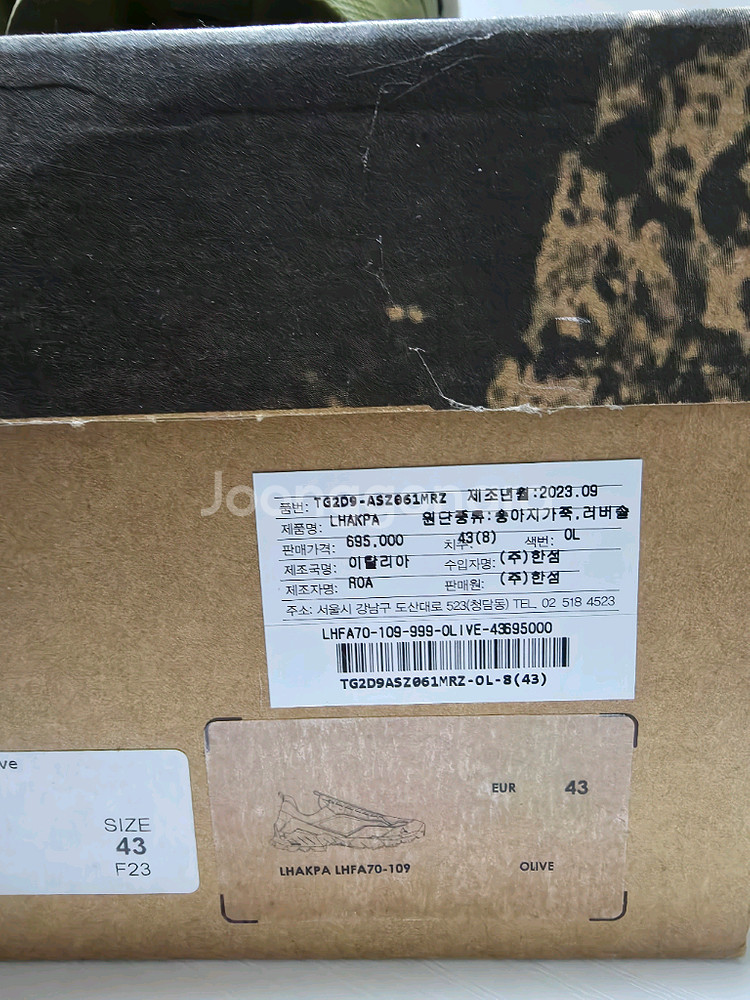 Joonggon
품번: TG2D9-ASZ061MRZ 제조년월:2023.09
제품명: LHAKPA 원단종류:송아지가죽,러버솔
판매가격: 695,000 치수: 43(8) 색번: OL
제조국명: 이탈리아 수입자명: (주)한섬
제조자명: ROA 판매원: (주)한섬
주소: 서울시 강남구 도산대로 523(청담동) TEL. 02 518 4523
LHFA70-109-999-OLIVE-43695000
TG2D9ASZ061MRZ-OL-8(43)
ve
SIZE
43
F23
EUR 43
LHAKPA LHFA70-109 OLIVE